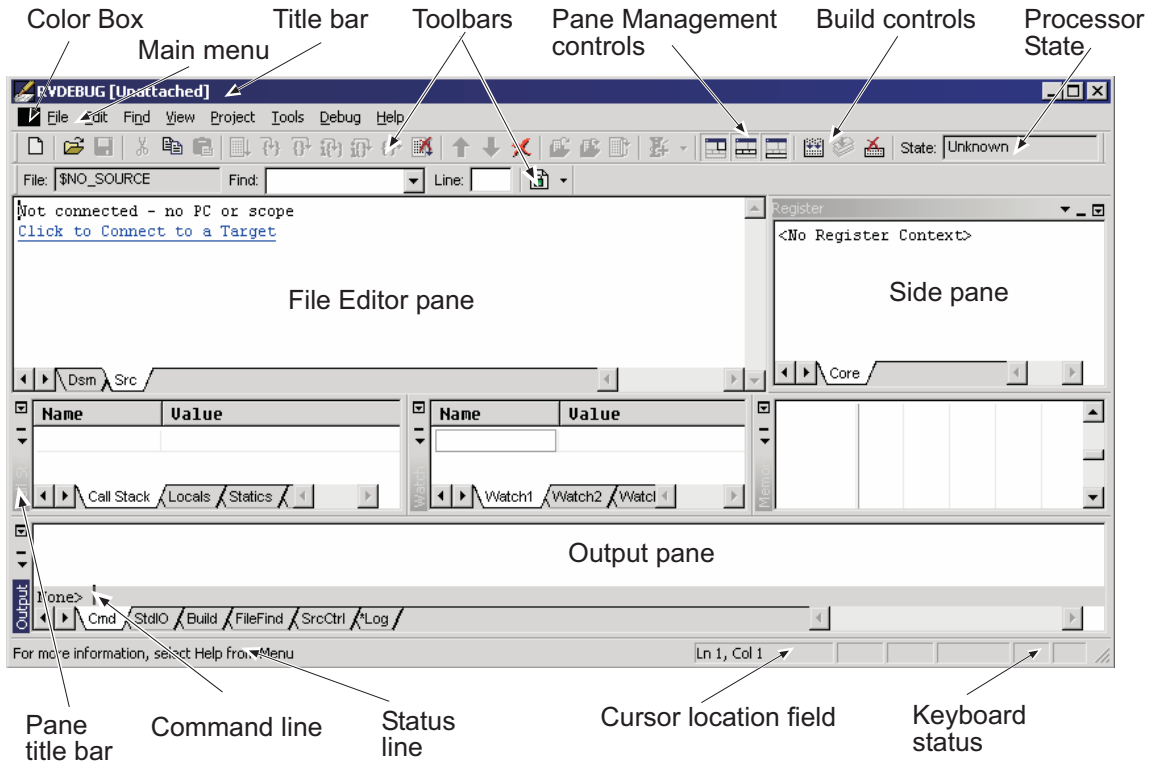 Color Box
Title bar
Toolbars
Pane Management
controls
Build controls
Processor
State
Main menu
RVDEBUG [Unattached]
File Edit Find View Project Tools Debug Help
State: Unknown
File: $NO_SOURCE Find: Line:
Not connected - no PC or scope
Click to Connect to a Target
File Editor pane
Dsm Src
Register
<No Register Context>
Side pane
Core
Name Value
Call Stack Locals Statics
Watch
Name Value
Watch1 Watch2 Watch
Output pane
Output
None>
Cmd StdIO Build FileFind SrcCtrl *Log
For more information, select Help from Menu
Ln 1, Col 1
Pane
title bar
Command line
Status
line
Cursor location field
Keyboard
status